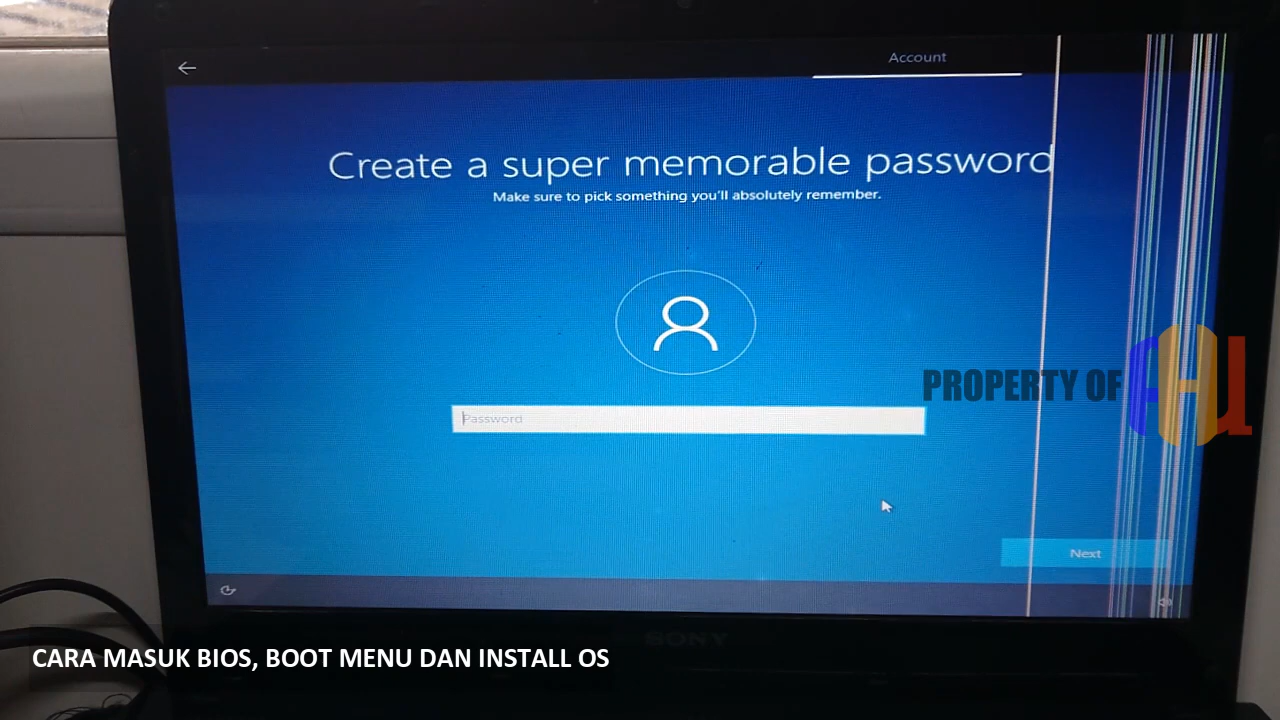 Account
Create a super memorable password
Make sure to pick something you'll absolutely remember.
PROPERTY OF AHU
Password
Next
SONY
CARA MASUK BIOS, BOOT MENU DAN INSTALL OS